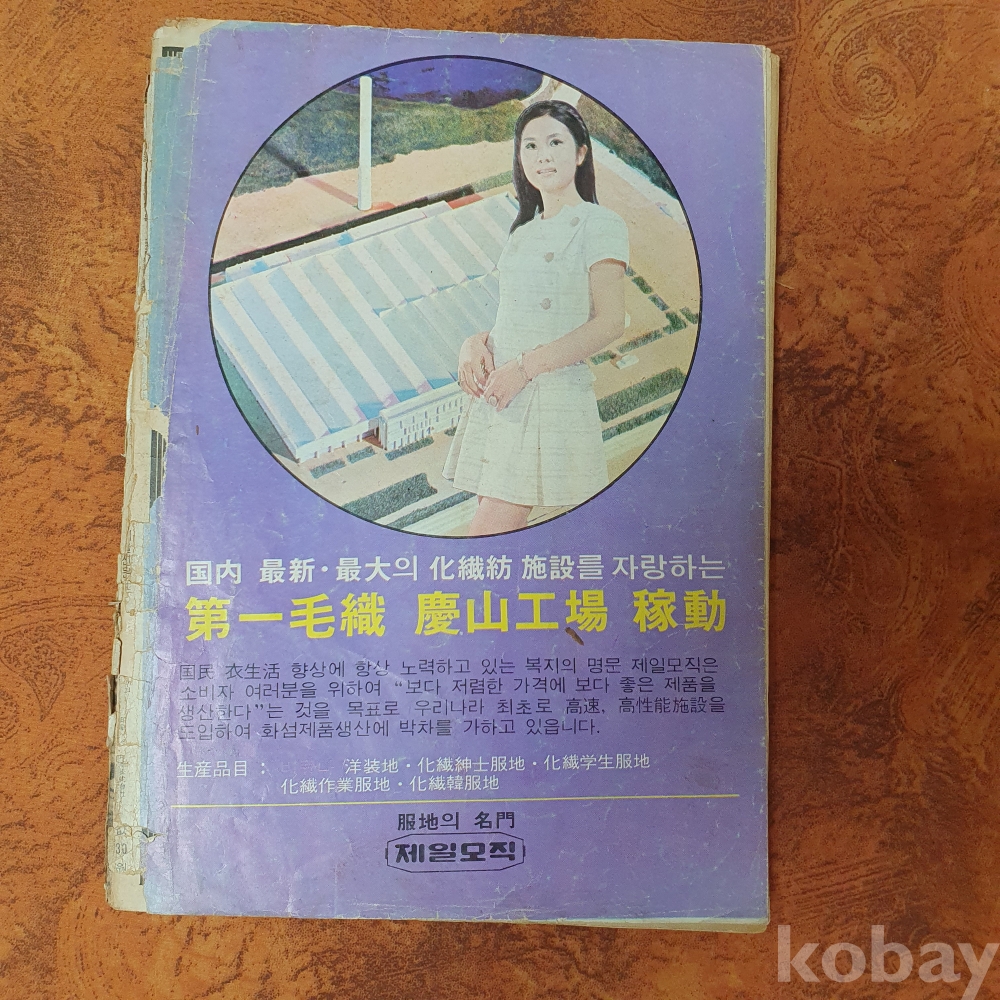 国内 最新·最大의 化繊紡 施設를 자랑하는
第一毛織 慶山工場 稼動
国民 衣生活 향상에 항상 노력하고 있는 복지의 명문 제일모직은
소비자 여러분을 위하여 “보다 저렴한 가격에 보다 좋은 제품을
생산한다”는 것을 목표로 우리나라 최초로 高速, 高性能施設을
도입하여 화섬제품생산에 박차를 가하고 있읍니다.
生産品目 : 洋装地·化繊紳士服地·化繊学生服地
化繊作業服地·化繊韓服地
服地의 名門
제일모직
30
kobay